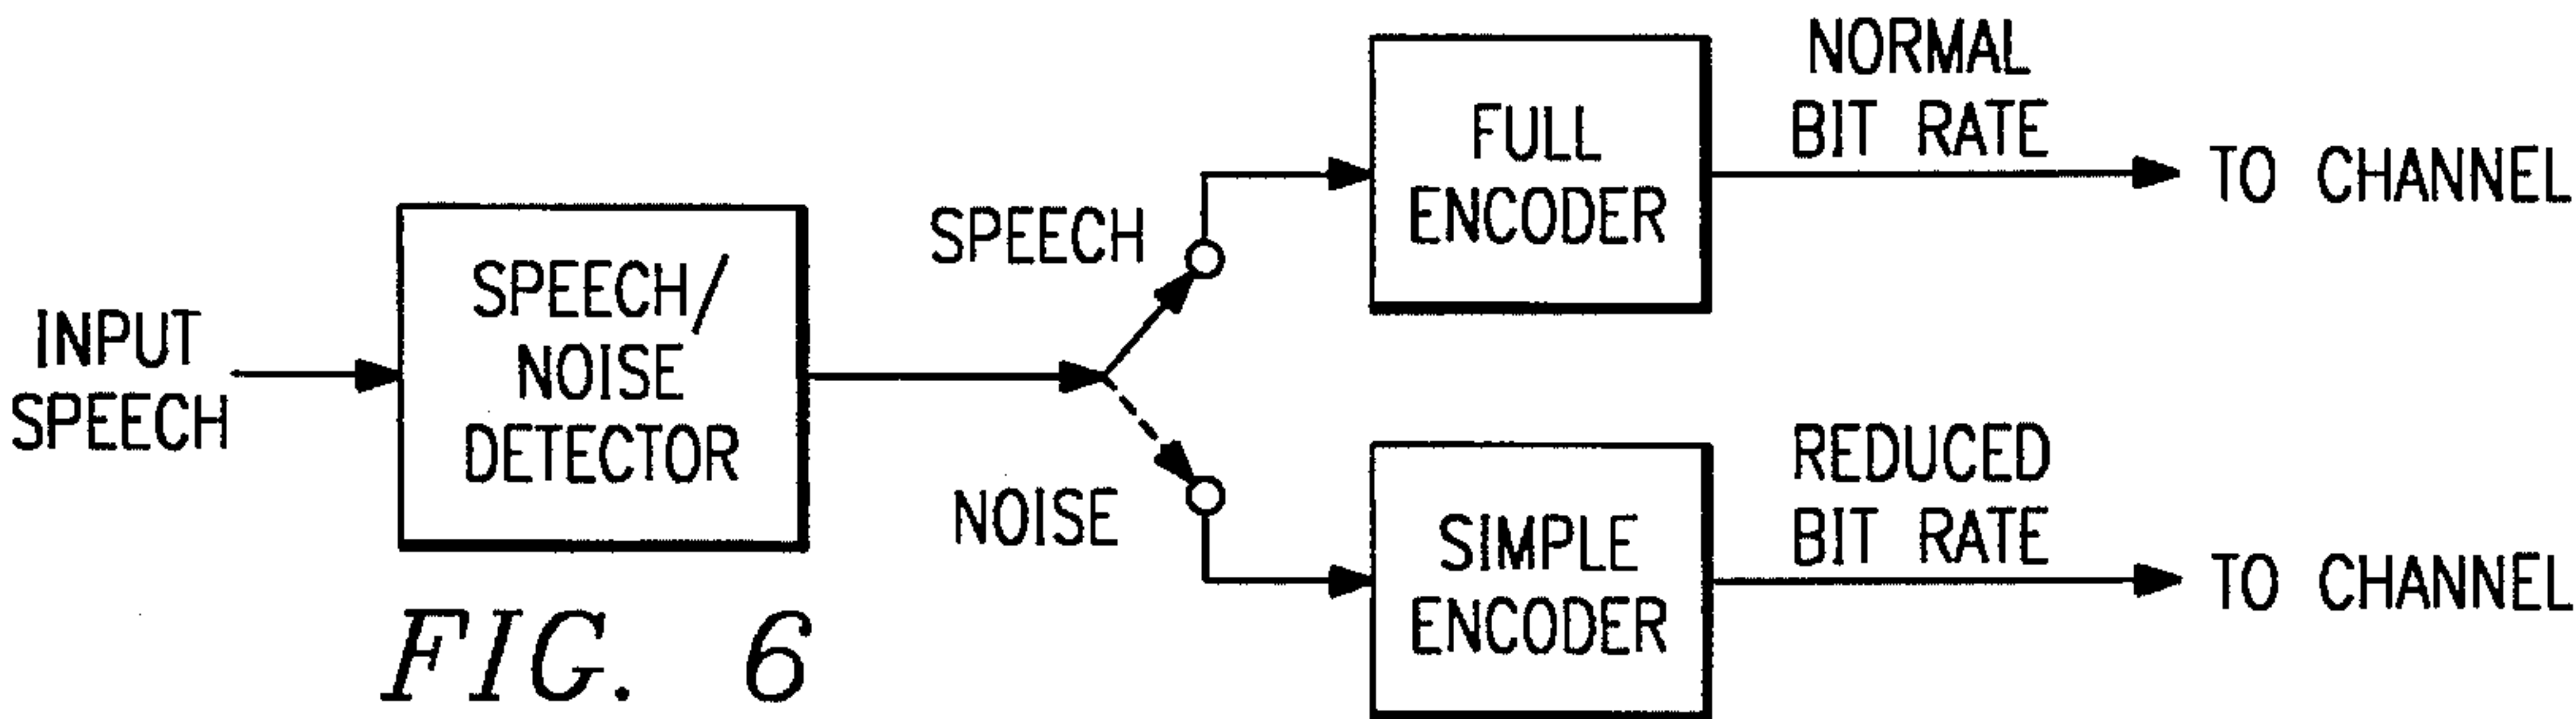 INPUT
SPEECH
SPEECH/
NOISE
DETECTOR
SPEECH
NOISE
FULL
ENCODER
NORMAL
BIT RATE
TO CHANNEL
SIMPLE
ENCODER
REDUCED
BIT RATE
TO CHANNEL
FIG. 6